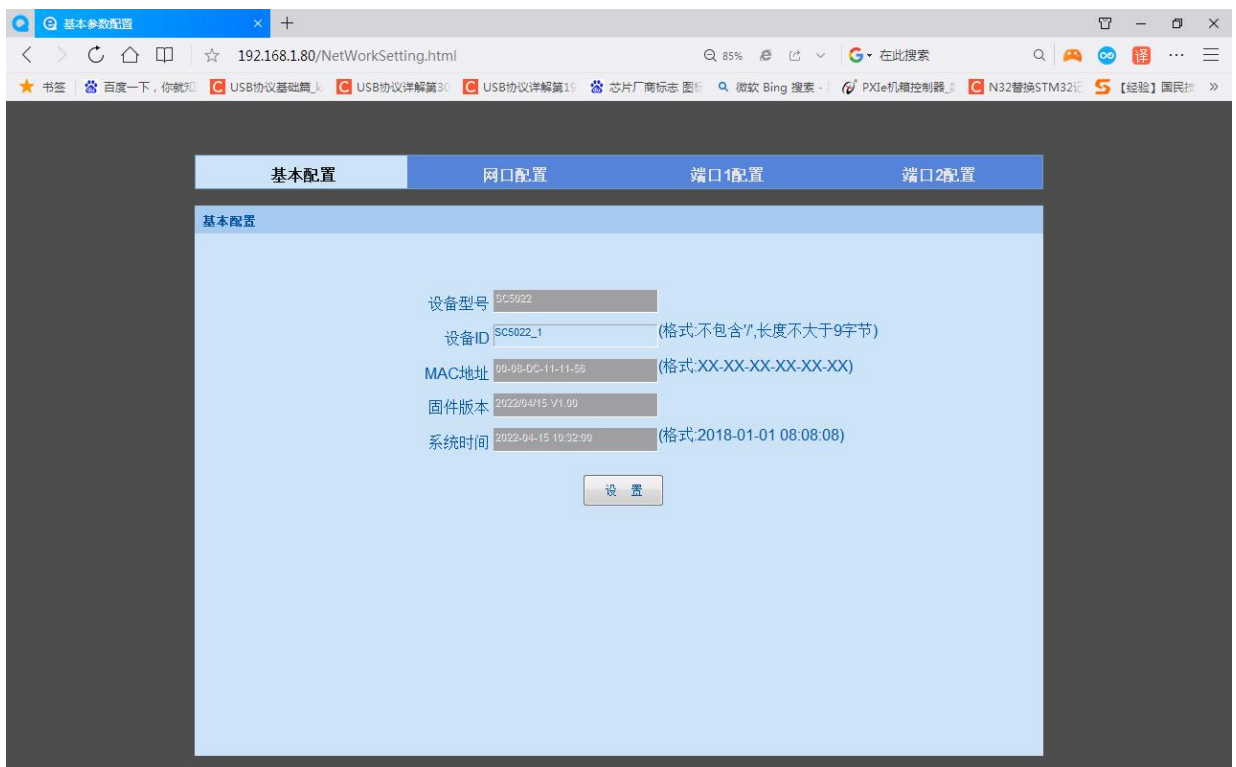 基本参数配置
192.168.1.80/NetWorkSetting.html
85%
在此搜索
译
书签
百度一下，你就知
USB协议基础篇_
USB协议详解第30
USB协议详解第19
芯片厂商标志 图
微软 Bing 搜索 -
PXIe机箱控制器_
N32替换STM32记
【经验】国民技
基本配置
网口配置
端口1配置
端口2配置
基本配置
设备型号 SC5022
设备ID SC5022_1 (格式:不包含'/',长度不大于9字节)
MAC地址 00-08-DC-11-11-56 (格式:XX-XX-XX-XX-XX-XX)
固件版本 2022/04/15 V1.00
系统时间 2022-04-15 10:32:00 (格式:2018-01-01 08:08:08)
设 置